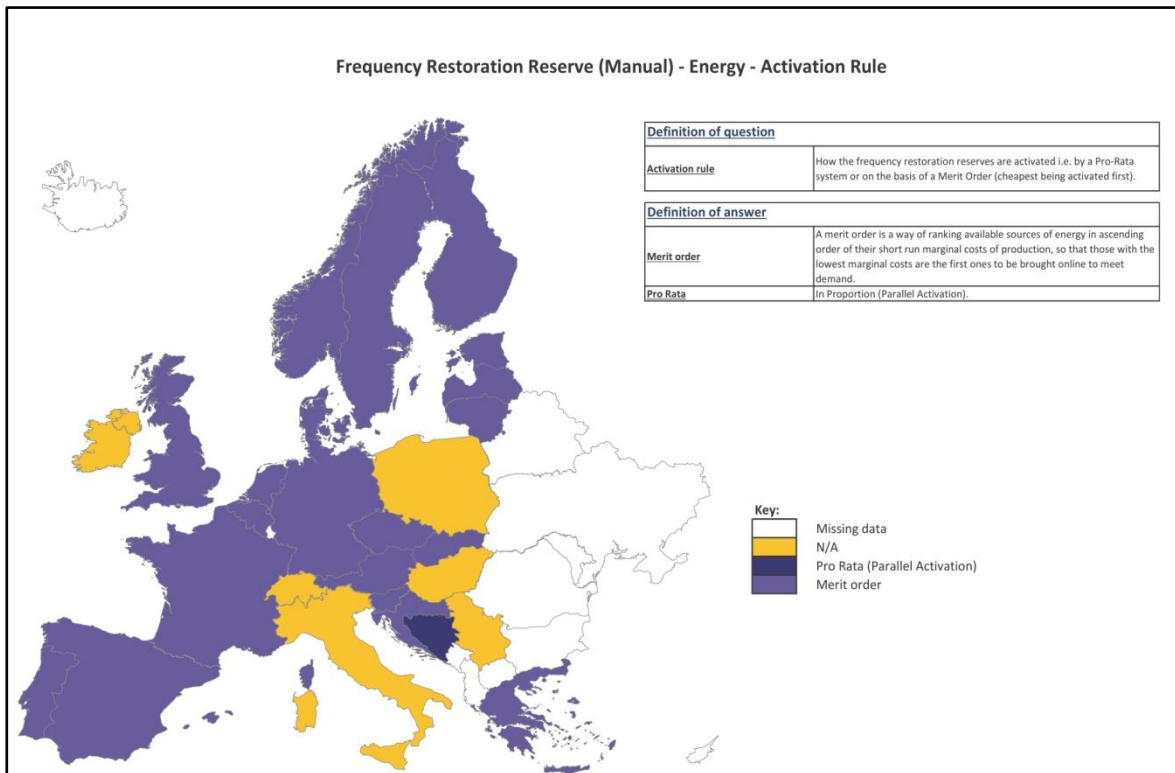 Frequency Restoration Reserve (Manual) - Energy - Activation Rule
Definition of question
Activation rule
How the frequency restoration reserves are activated i.e. by a Pro-Rata
system or on the basis of a Merit Order (cheapest being activated first).
Definition of answer
Merit order
A merit order is a way of ranking available sources of energy in ascending
order of their short run marginal costs of production, so that those with the
lowest marginal costs are the first ones to be brought online to meet
demand.
Pro Rata
In Proportion (Parallel Activation).
Key:
Missing data
N/A
Pro Rata (Parallel Activation)
Merit order